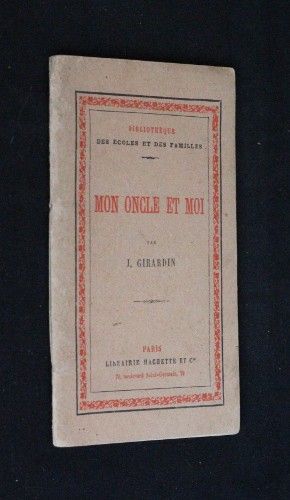 BIBLIOTHÈQUE
DES ÉCOLES ET DES FAMILLES
MON ONCLE ET MOI
PAR
J. GIRARDIN
PARIS
LIBRAIRIE HACHETTE ET Cie
79, boulevard Saint-Germain, 79